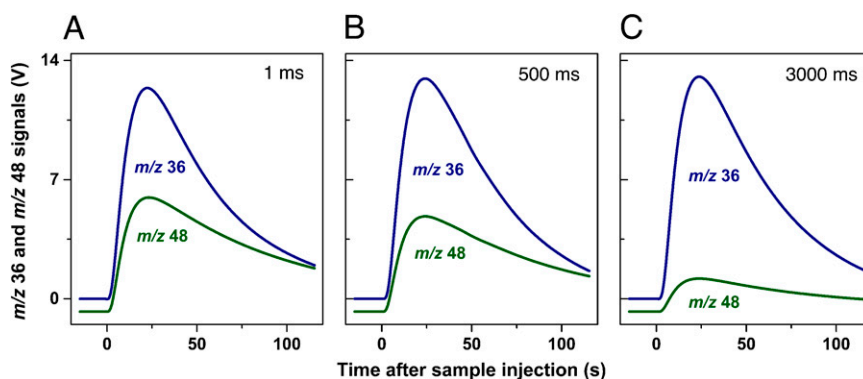 A
B
C
m/z 36 and m/z 48 signals (V)
14
7
0
1 ms
m/z 36
m/z 48
0
50
100
500 ms
m/z 36
m/z 48
0
50
100
3000 ms
m/z 36
m/z 48
0
50
100
Time after sample injection (s)